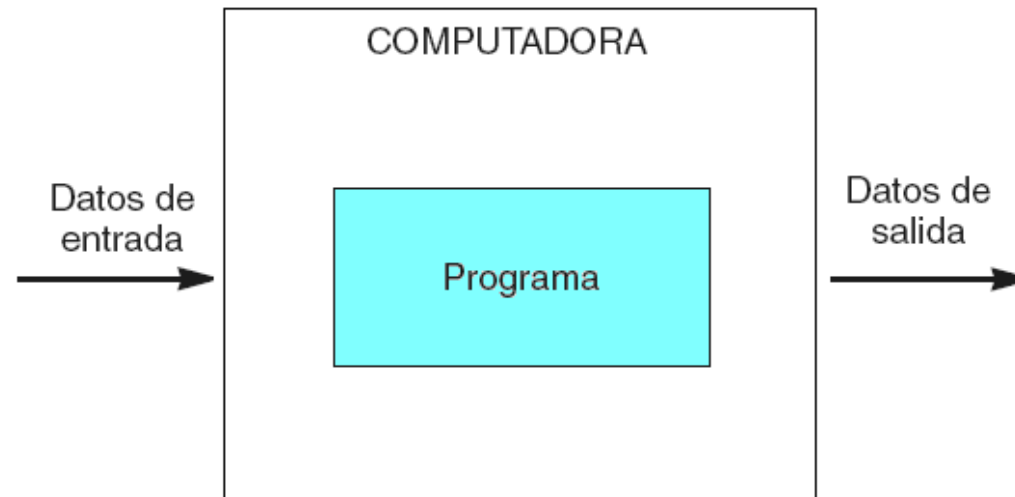 COMPUTADORA
Datos de
entrada
Programa
Datos de
salida